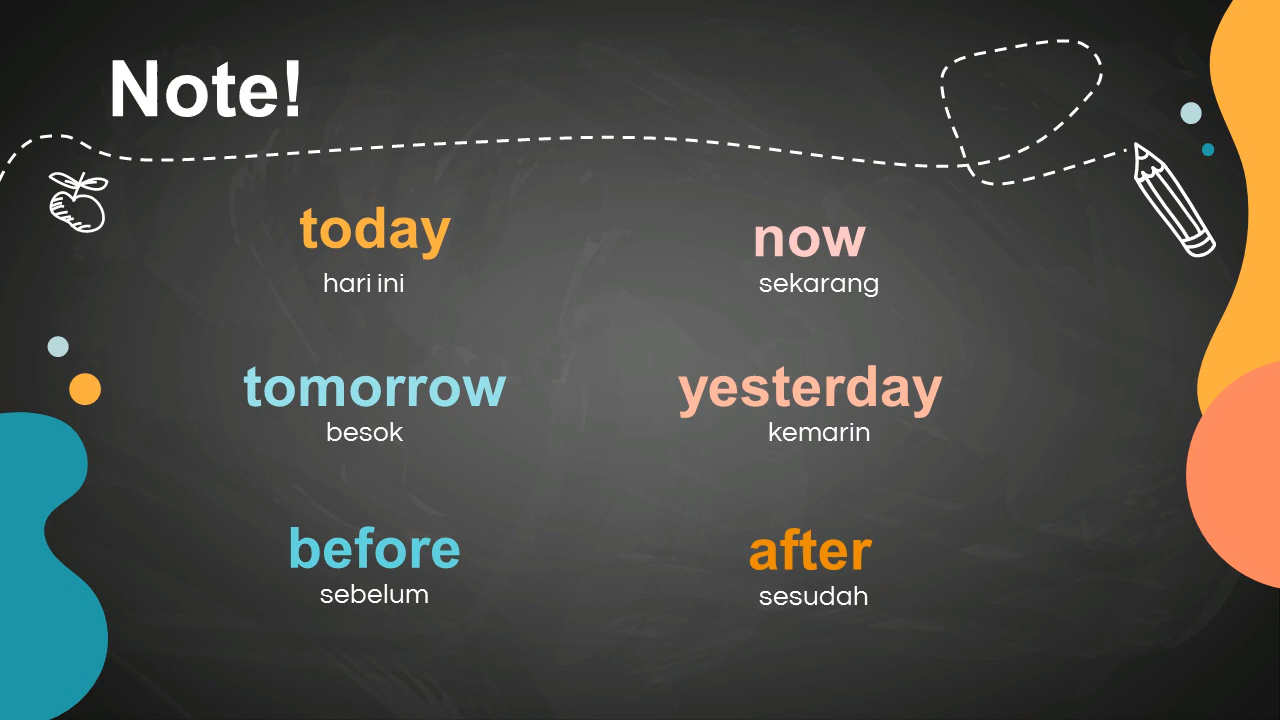 Note!
today
hari ini
now
sekarang
tomorrow
besok
yesterday
kemarin
before
sebelum
after
sesudah